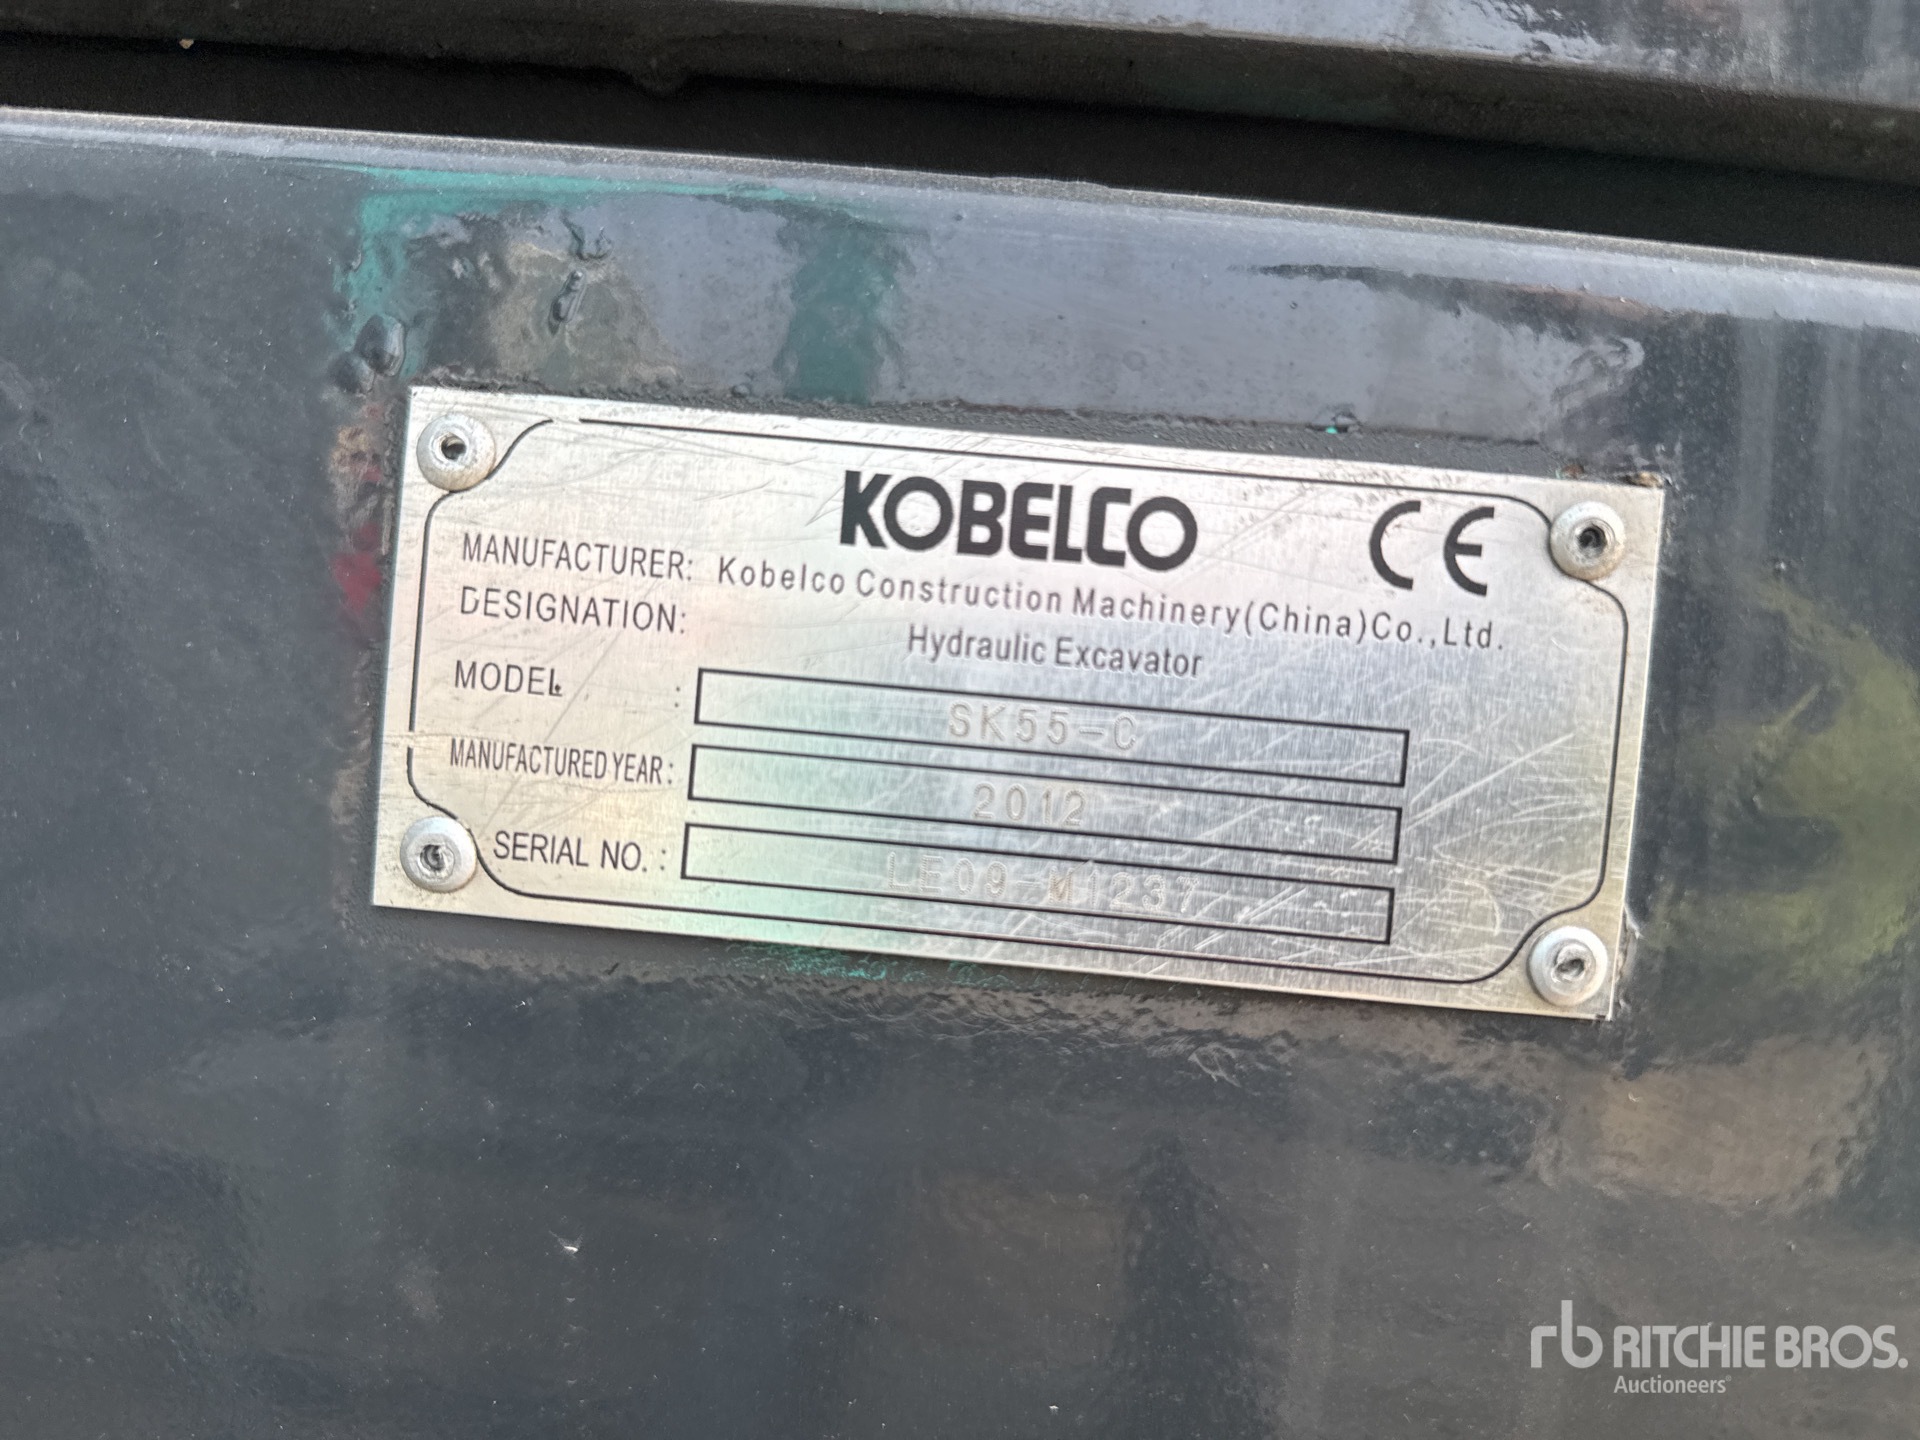 KOBELCO CE
MANUFACTURER: Kobelco Construction Machinery(China)Co.,Ltd.
DESIGNATION: Hydraulic Excavator
MODEL : SK55-C
MANUFACTURED YEAR: 2012
SERIAL NO. : LE09-M1237
rb RITCHIE BROS.
Auctioneers